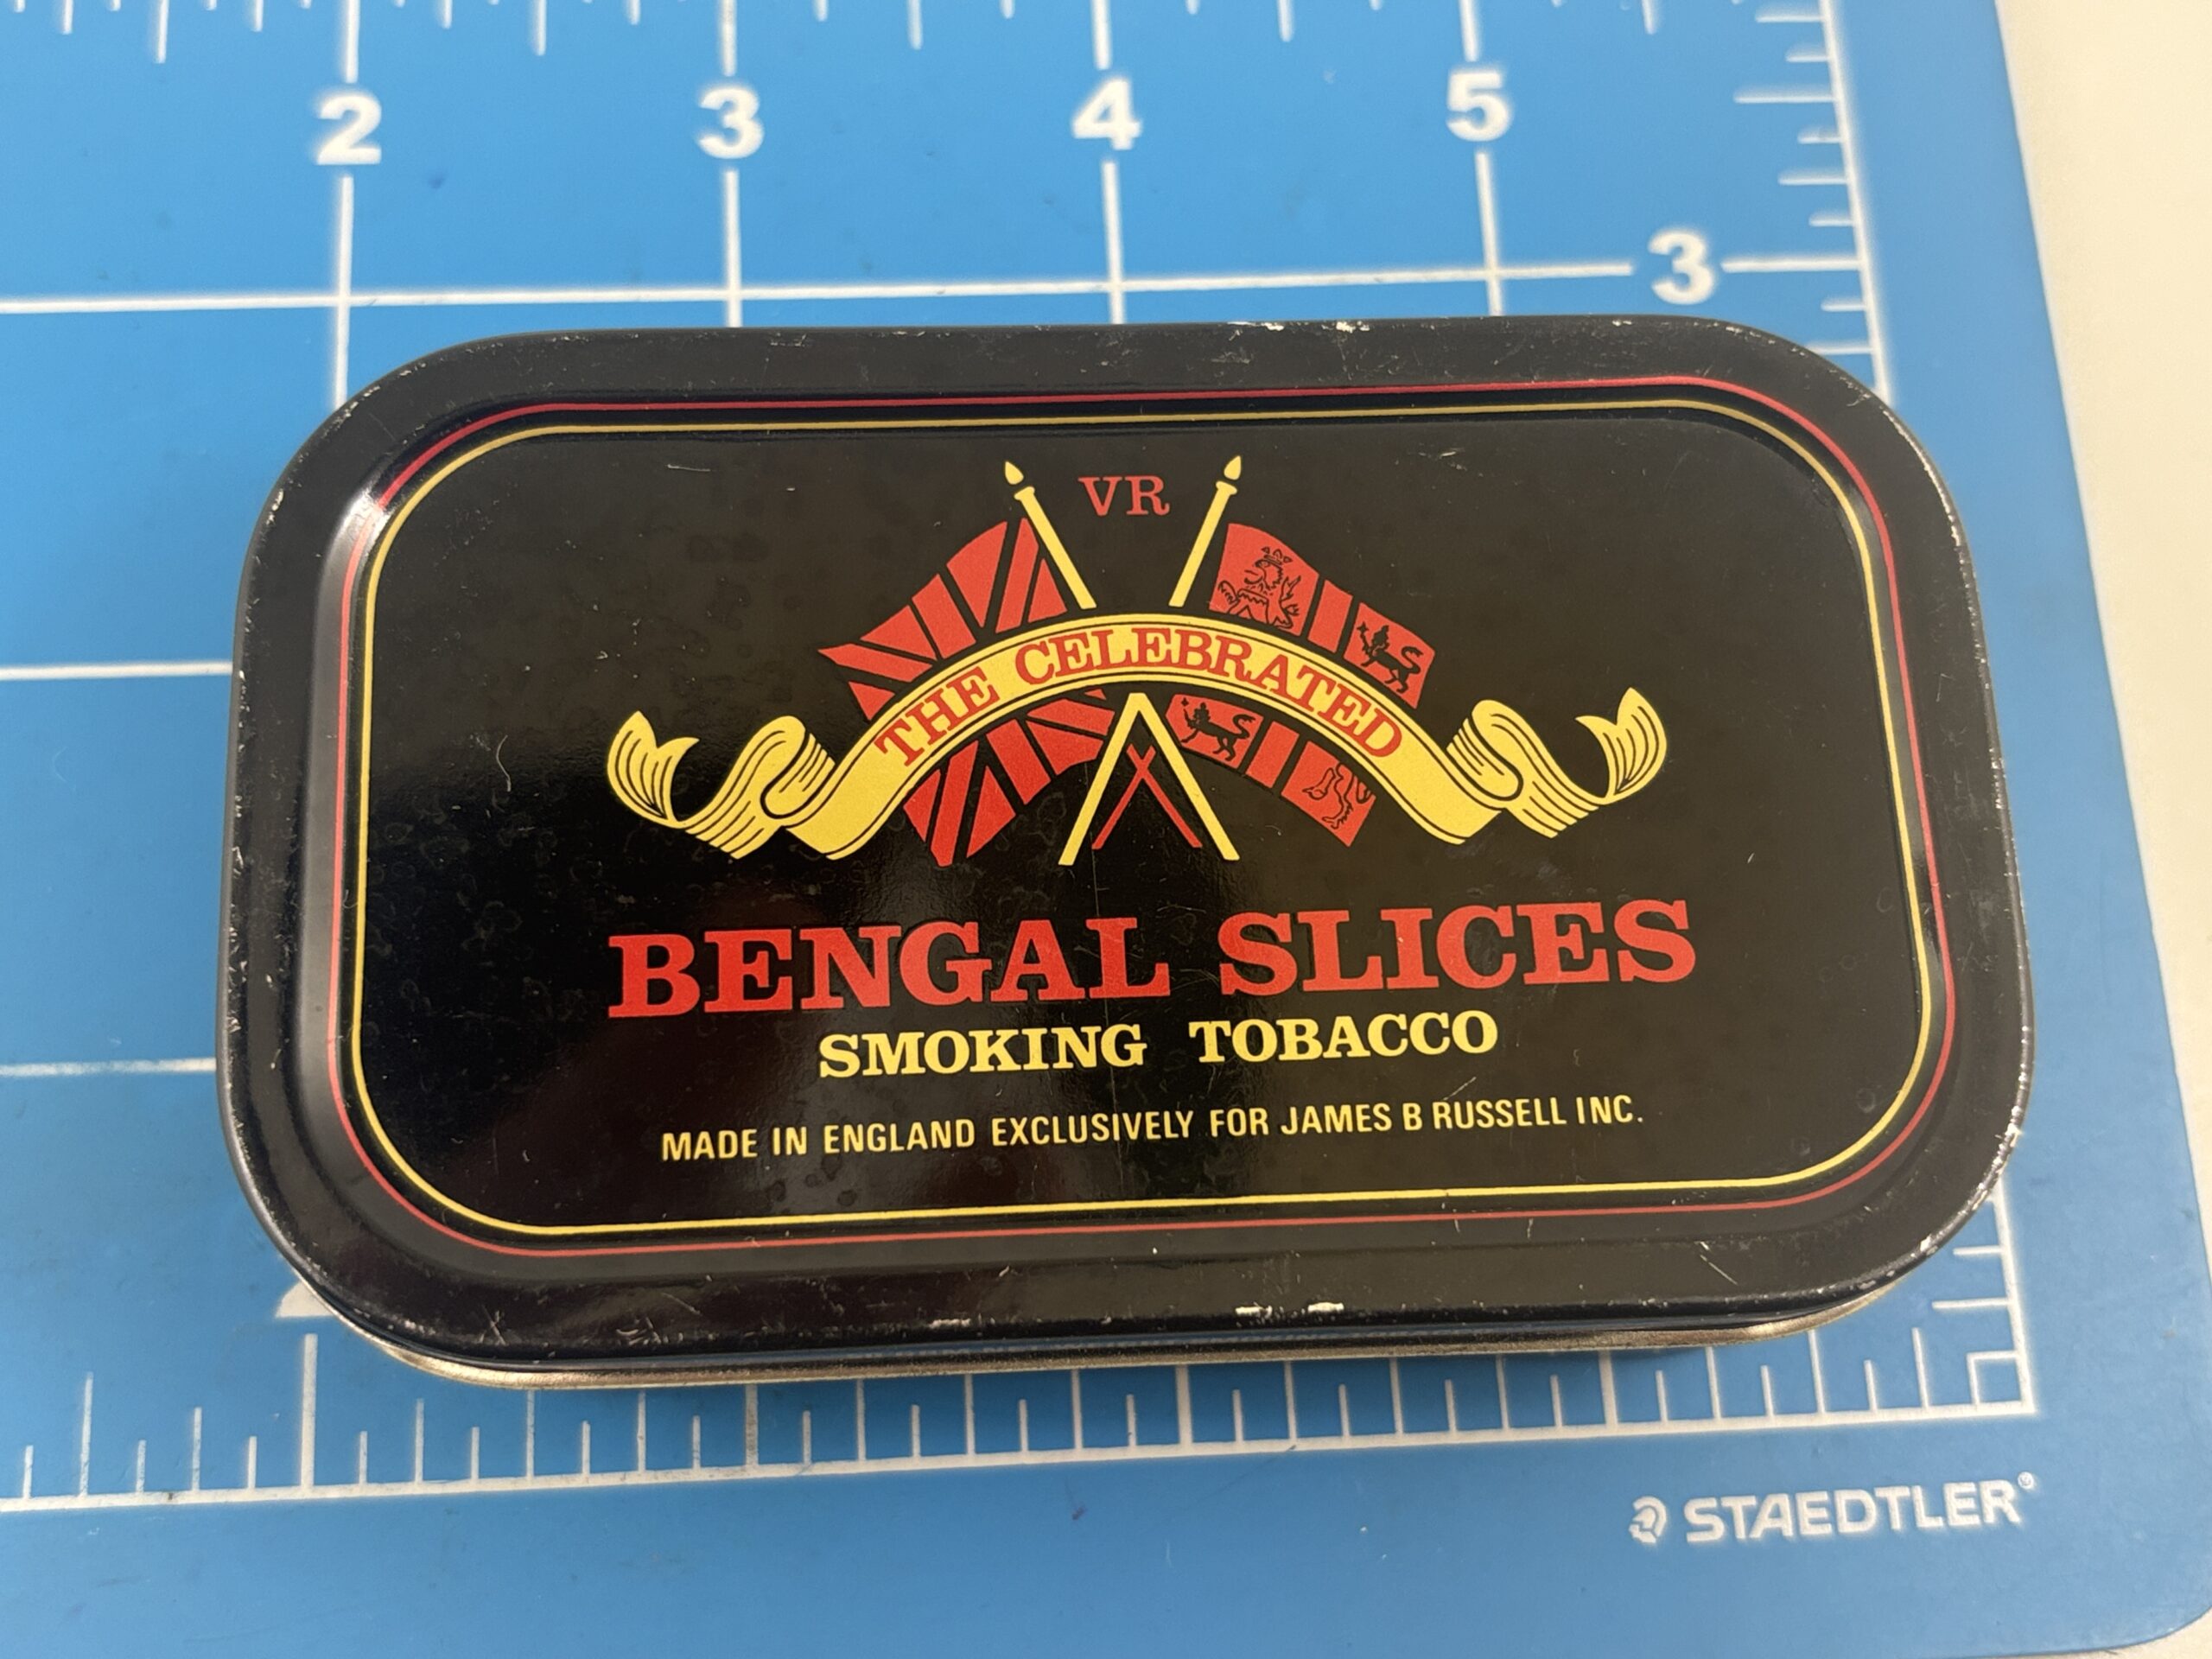 2 3 4 5
3
VR
THE CELEBRATED
BENGAL SLICES
SMOKING TOBACCO
MADE IN ENGLAND EXCLUSIVELY FOR JAMES B RUSSELL INC.
STAEDTLER®